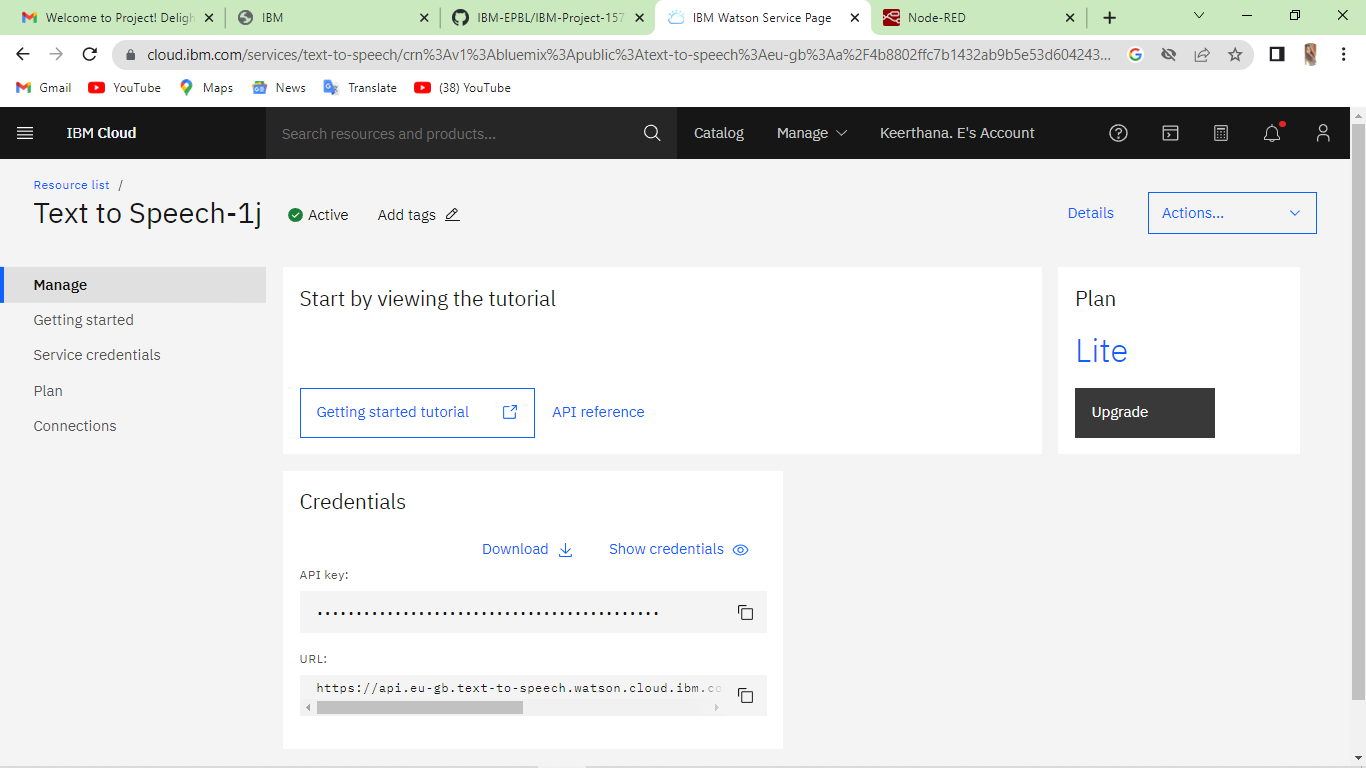 Welcome to Project! Deligh
IBM
IBM-EPBL/IBM-Project-157
IBM Watson Service Page
Node-RED
cloud.ibm.com/services/text-to-speech/crn%3Av1%3Abluemix%3Apublic%3Atext-to-speech%3Aeu-gb%3Aa%2F4b8802ffc7b1432ab9b5e53d604243...
Gmail
YouTube
Maps
News
Translate
(38) YouTube
IBM Cloud
Search resources and products...
Catalog
Manage
Keerthana. E's Account
Resource list /
Text to Speech-1j
Active
Add tags
Details
Actions...
Manage
Getting started
Service credentials
Plan
Connections
Start by viewing the tutorial
Getting started tutorial
API reference
Plan
Lite
Upgrade
Credentials
Download
Show credentials
API key:
............................................
URL:
https://api.eu-gb.text-to-speech.watson.cloud.ibm.co